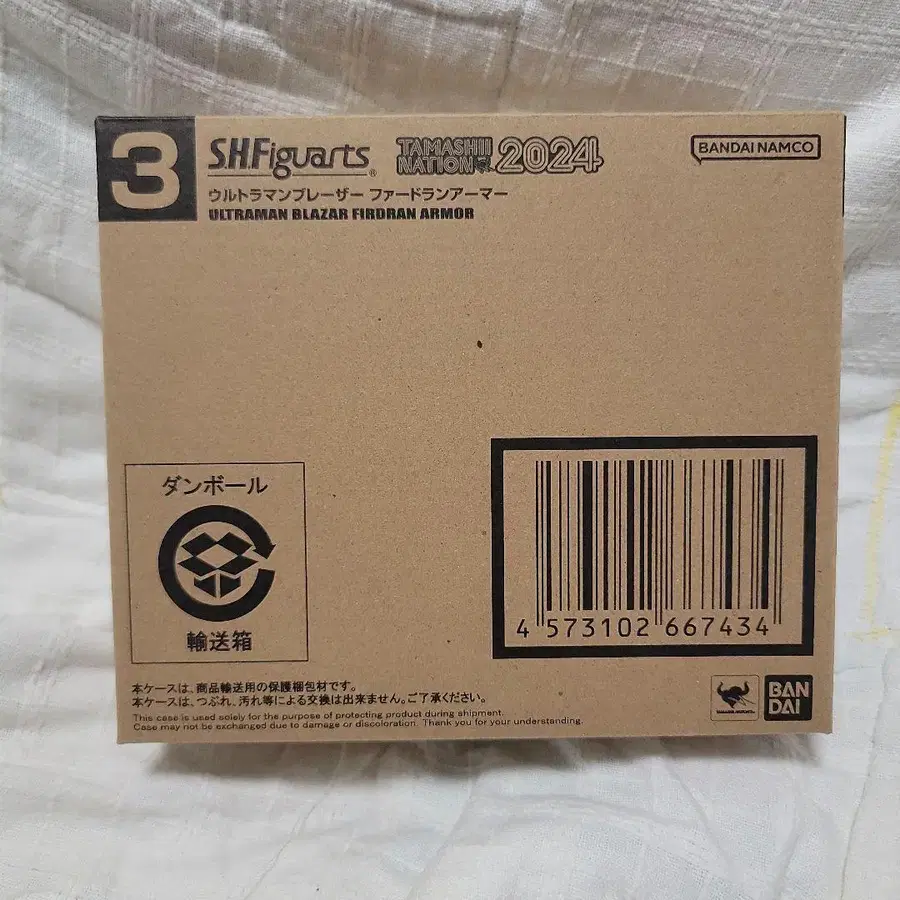 3
S.H.Figuarts®
TAMASHII NATION 2024
BANDAI NAMCO
ウルトラマンブレーザー ファードランアーマー
ULTRAMAN BLAZAR FIRDRAN ARMOR
ダンボール
輸送箱
4 573102 667434
本ケースは、商品輸送用の保護梱包材です。
本ケースは、つぶれ、汚れ等による交換は出来ません。ご了承ください。
This case is used solely for the purpose of protecting product during shipment.
Case may not be exchanged due to damage or discoloration. Thank you for your understanding.
BAN
DAI